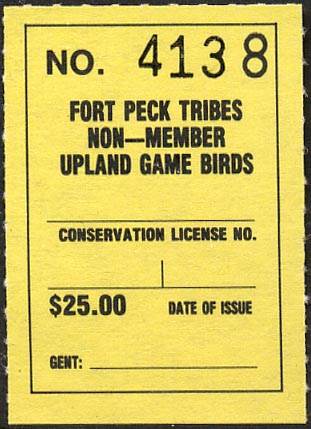 NO. 4138
FORT PECK TRIBES
NON—MEMBER
UPLAND GAME BIRDS
CONSERVATION LICENSE NO.
$25.00 DATE OF ISSUE
GENT: